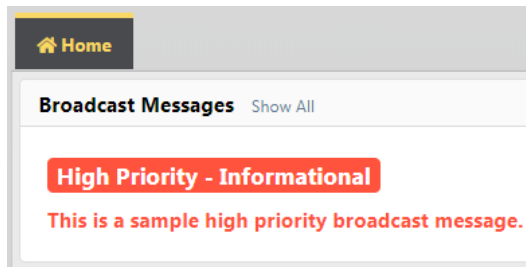 Home
Broadcast Messages Show All
High Priority - Informational
This is a sample high priority broadcast message.